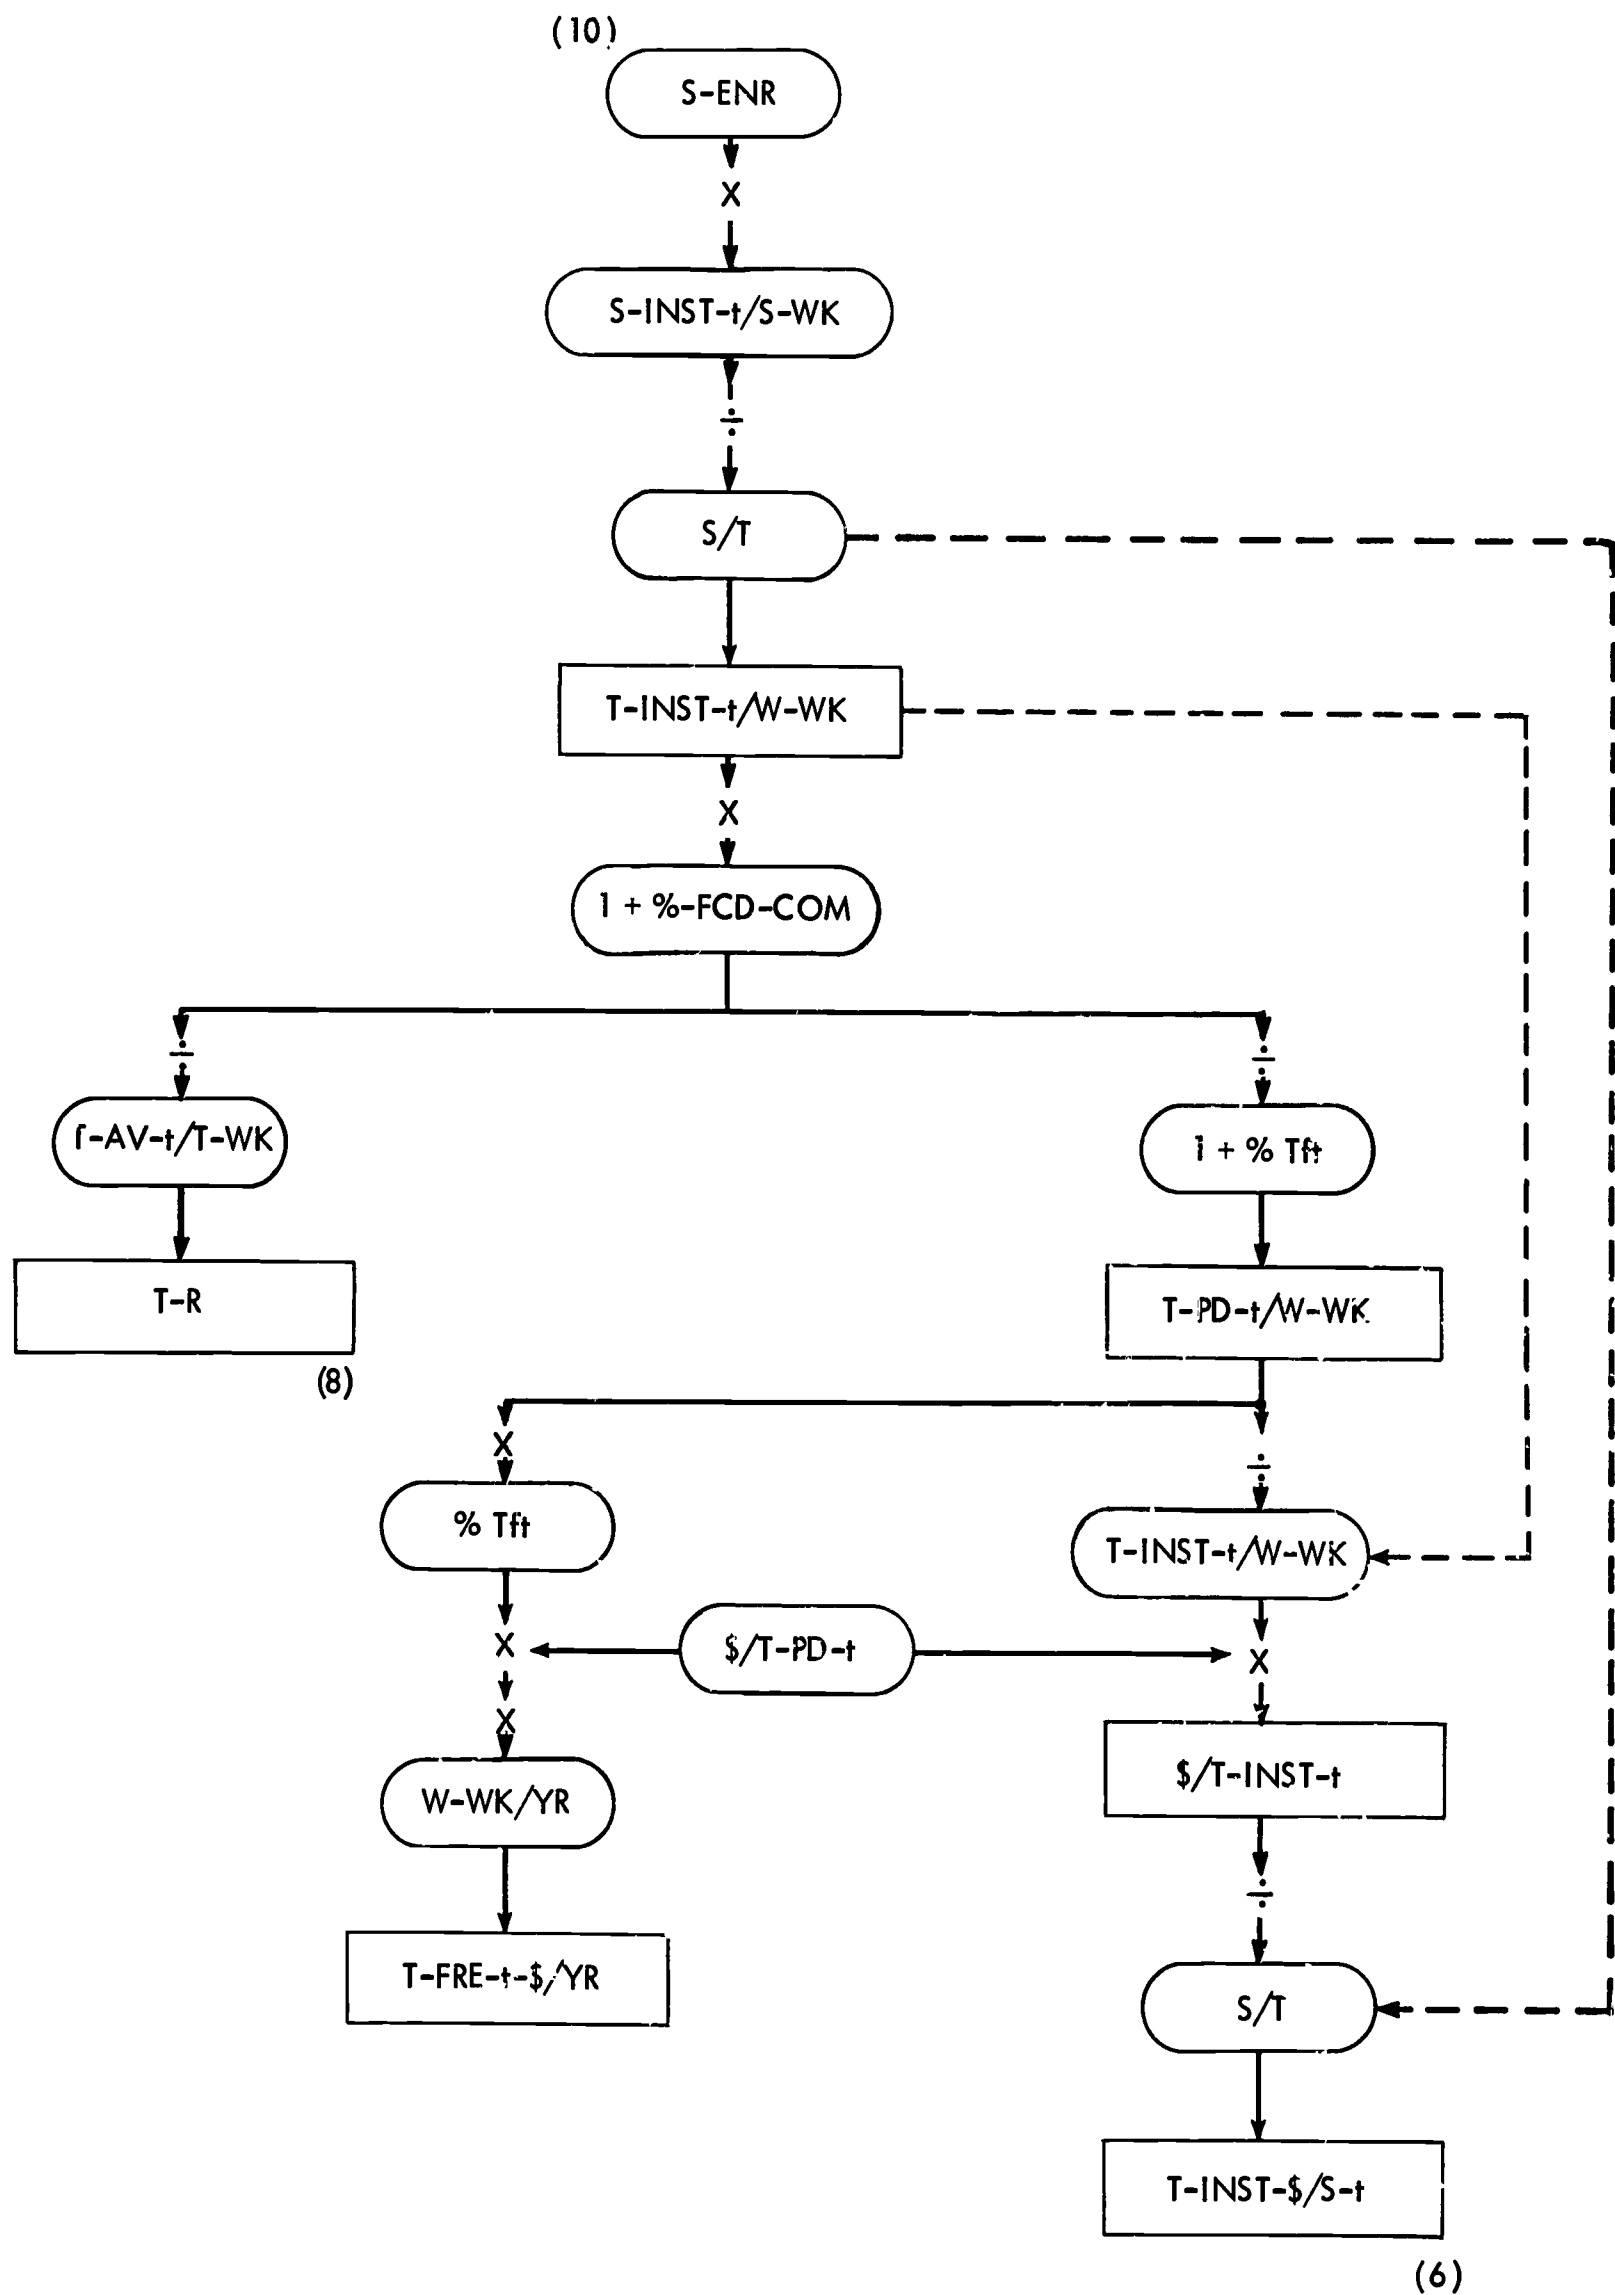 (10)
S-ENR
X
S-INST-t/S-WK
÷
S/T
T-INST-t/W-WK
X
1 + %-FCD-COM
÷
÷
T-AV-t/T-WK
1 + % Tft
T-R
T-PD-t/W-WK
(8)
X
÷
% Tft
T-INST-t/W-WK
X
$/T-PD-t
X
X
$/T-INST-t
W-WK/YR
÷
T-FRE-t-$/YR
S/T
T-INST-$/S-t
(6)